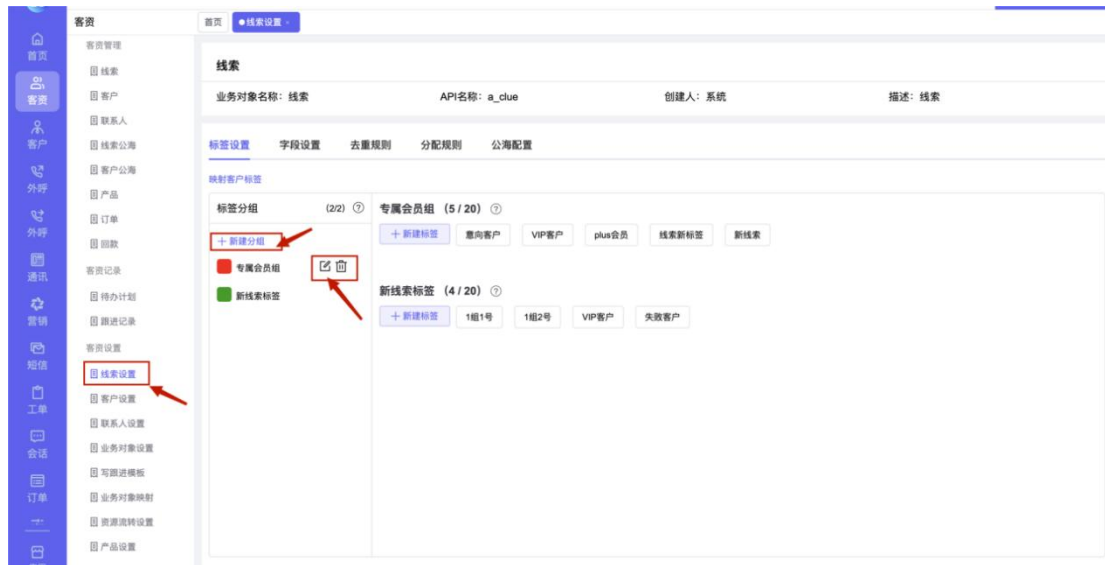 首页
客资
客户
外呼
外呼
通讯
营销
短信
工单
会话
订单
客资
客资管理
线索
客户
联系人
线索公海
客户公海
产品
订单
回款
客资记录
待办计划
跟进记录
客资设置
线索设置
客户设置
联系人设置
业务对象设置
写跟进模板
业务对象映射
资源流转设置
产品设置
首页 线索设置
线索
业务对象名称：线索 API名称：a_clue 创建人：系统 描述：线索
标签设置 字段设置 去重规则 分配规则 公海配置
映射客户标签
标签分组 (2/2)
+ 新建分组
专属会员组
新线索标签
专属会员组 (5 / 20)
+ 新建标签 意向客户 VIP客户 plus会员 线索新标签 新线索
新线索标签 (4 / 20)
+ 新建标签 1组1号 1组2号 VIP客户 失败客户